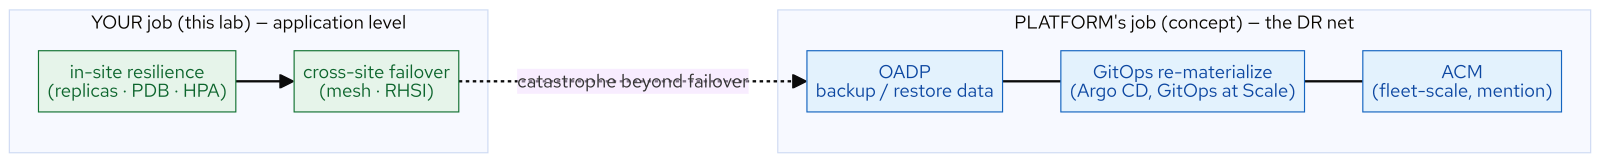 YOUR job (this lab) – application level
in-site resilience
(replicas · PDB · HPA)
cross-site failover
(mesh · RHSI)
catastrophe beyond failover
PLATFORM's job (concept) – the DR net
OADP
backup / restore data
GitOps re-materialize
(Argo CD, GitOps at Scale)
ACM
(fleet-scale, mention)